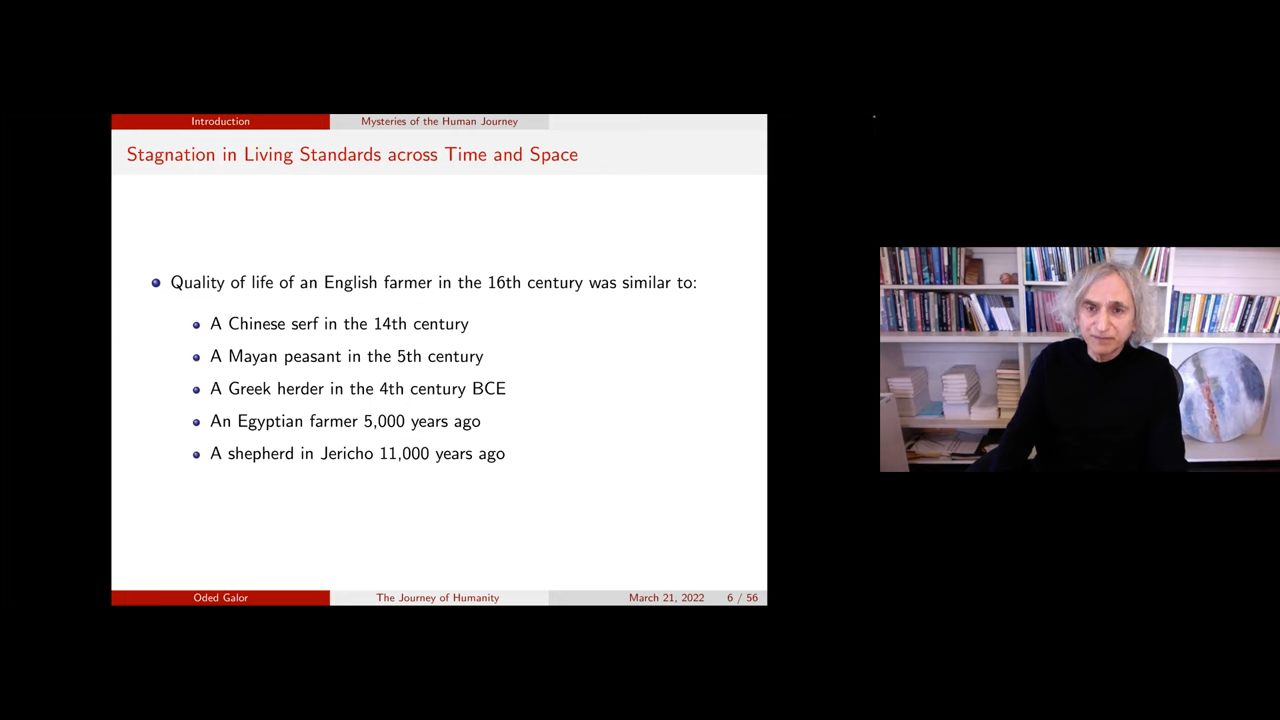 Introduction
Mysteries of the Human Journey
Stagnation in Living Standards across Time and Space
Quality of life of an English farmer in the 16th century was similar to:
A Chinese serf in the 14th century
A Mayan peasant in the 5th century
A Greek herder in the 4th century BCE
An Egyptian farmer 5,000 years ago
A shepherd in Jericho 11,000 years ago
Oded Galor
The Journey of Humanity
March 21, 2022
6 / 56